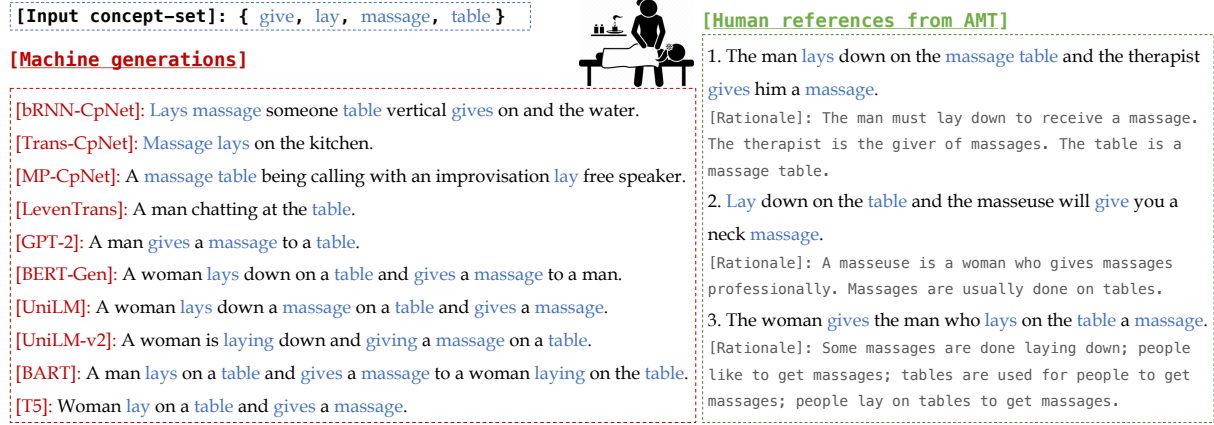 [Input concept-set]: { give, lay, massage, table }
[Machine generations]
[bRNN-CpNet]: Lays massage someone table vertical gives on and the water.
[Trans-CpNet]: Massage lays on the kitchen.
[MP-CpNet]: A massage table being calling with an improvisation lay free speaker.
[LevenTrans]: A man chatting at the table.
[GPT-2]: A man gives a massage to a table.
[BERT-Gen]: A woman lays down on a table and gives a massage to a man.
[UniLM]: A woman lays down a massage on a table and gives a massage.
[UniLM-v2]: A woman is laying down and giving a massage on a table.
[BART]: A man lays on a table and gives a massage to a woman laying on the table.
[T5]: Woman lay on a table and gives a massage.
[Human references from AMT]
1. The man lays down on the massage table and the therapist
gives him a massage.
[Rationale]: The man must lay down to receive a massage.
The therapist is the giver of massages. The table is a
massage table.
2. Lay down on the table and the masseuse will give you a
neck massage.
[Rationale]: A masseuse is a woman who gives massages
professionally. Massages are usually done on tables.
3. The woman gives the man who lays on the table a massage.
[Rationale]: Some massages are done laying down; people
like to get massages; tables are used for people to get
massages; people lay on tables to get massages.